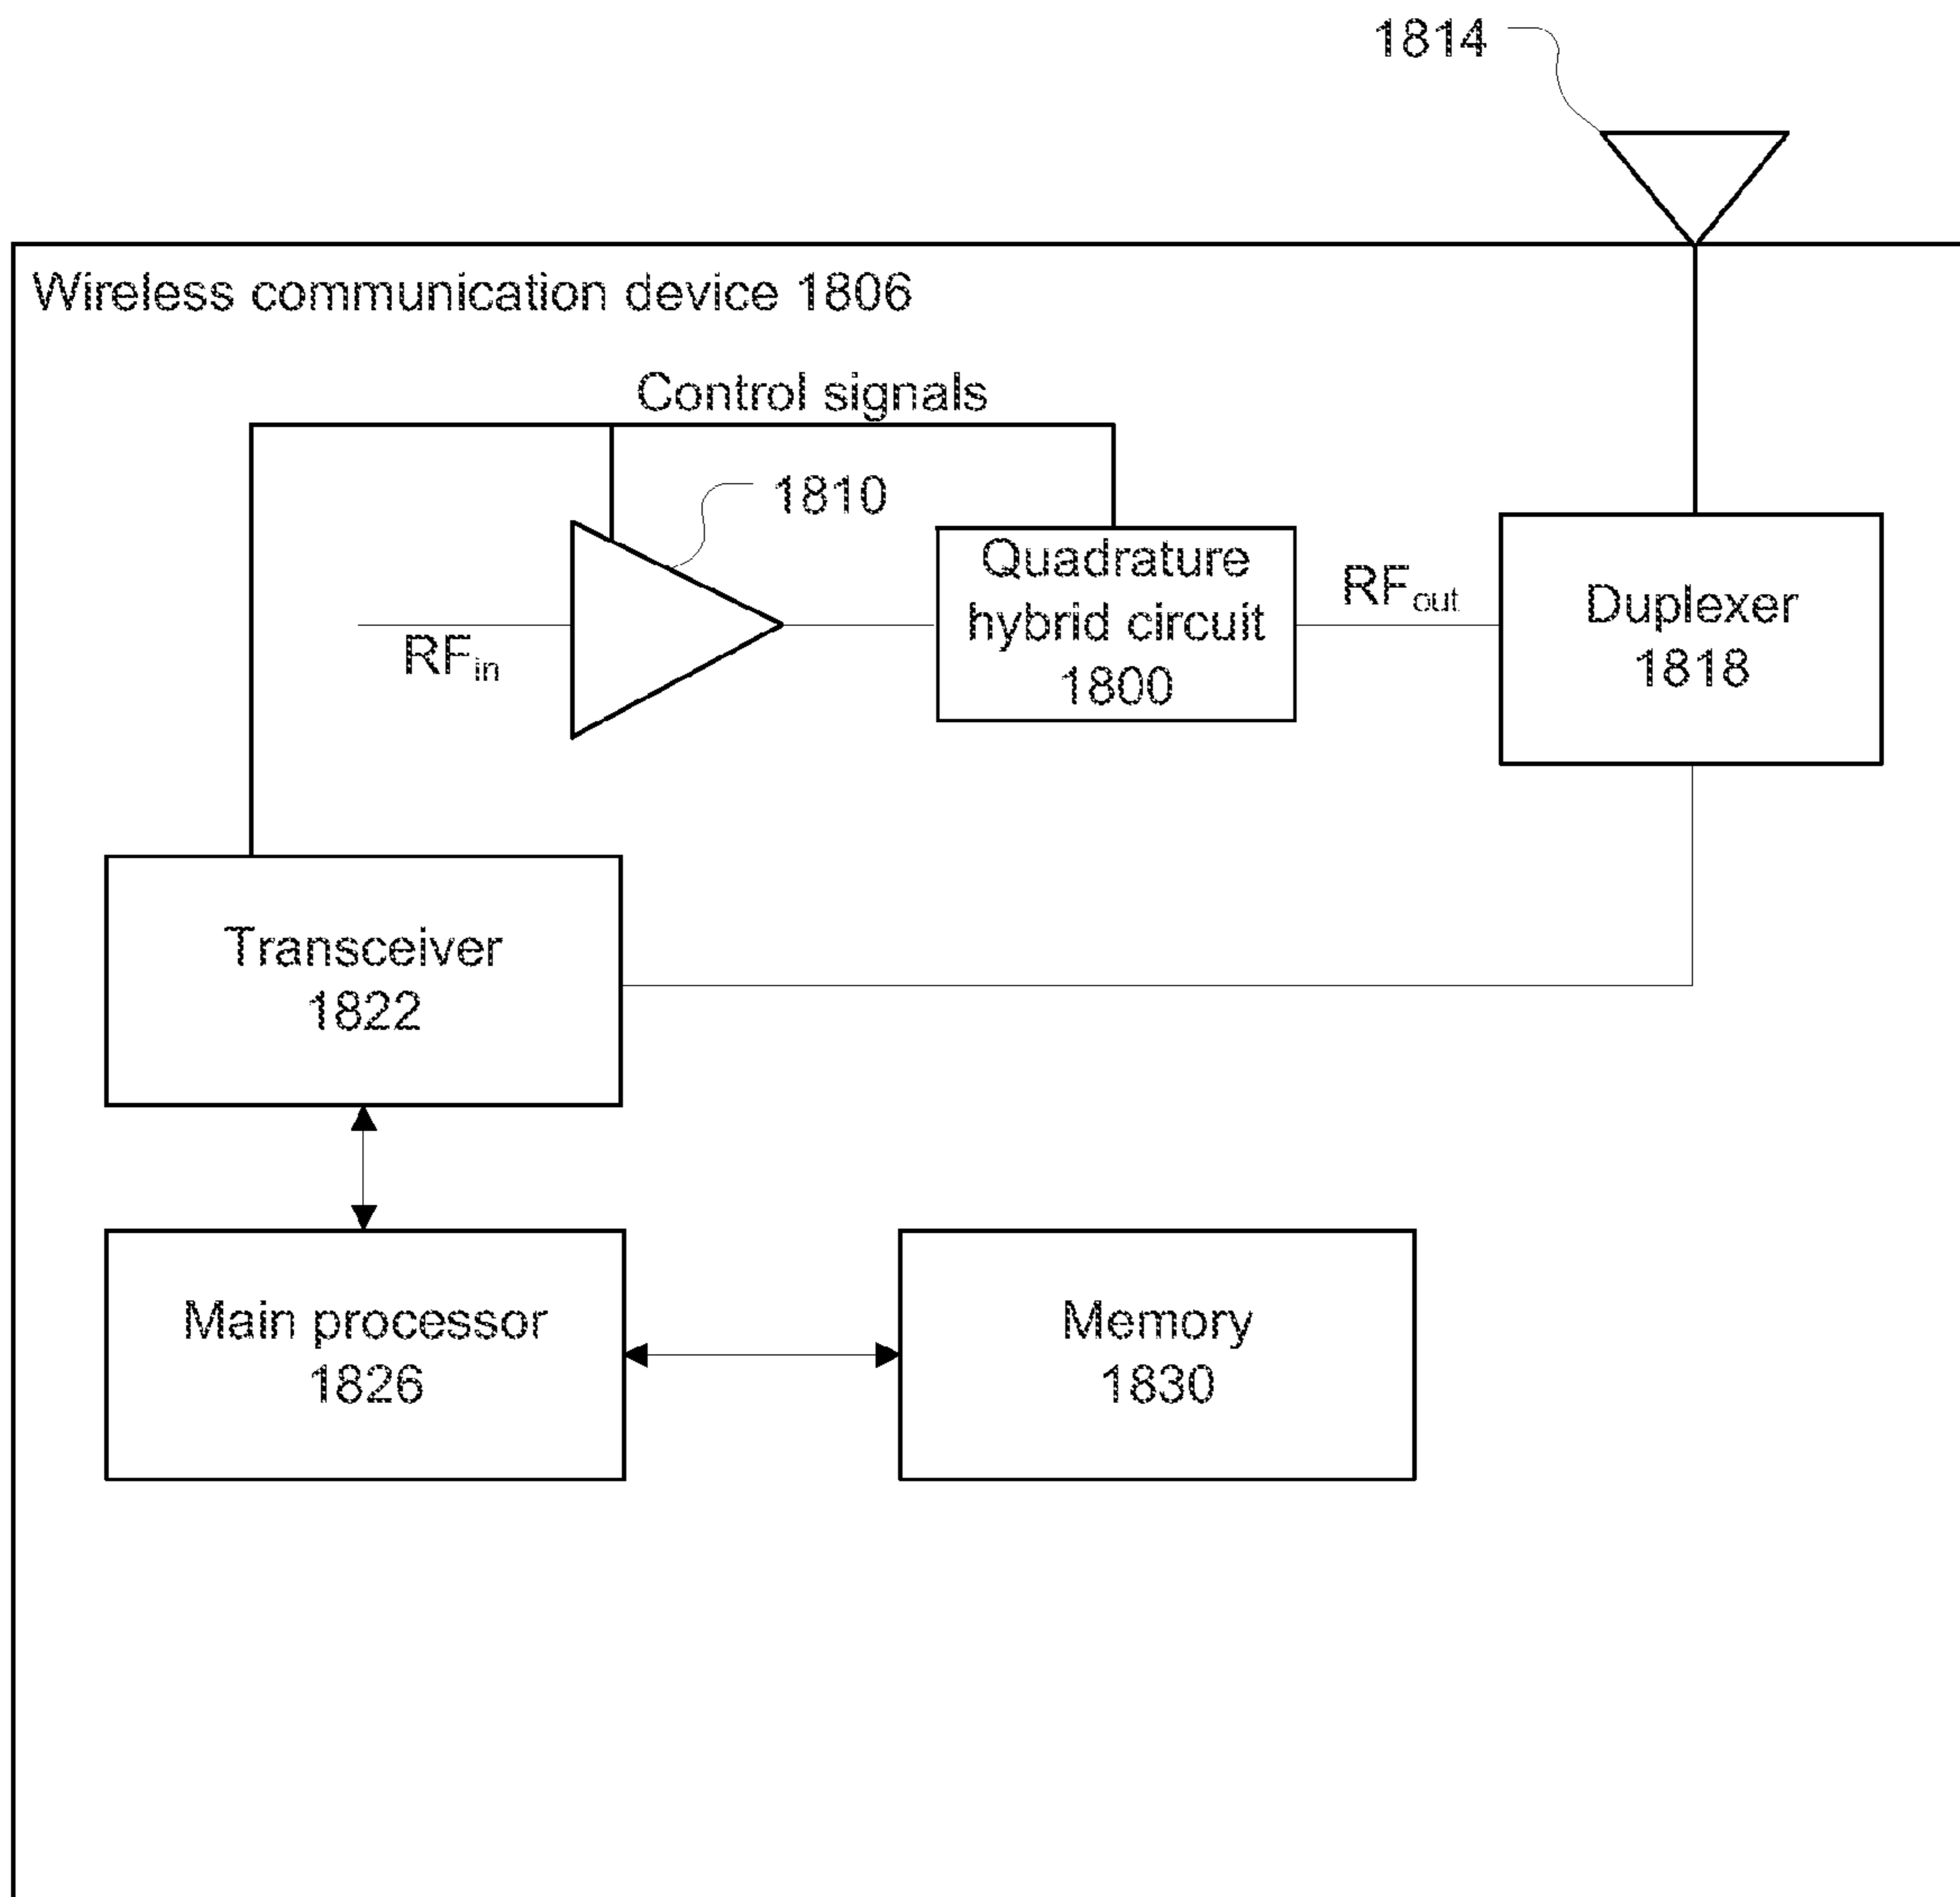 1814
Wireless communication device 1806
Control signals
1810
Quadrature
hybrid circuit
1800
RFin
RFout
Duplexer
1818
Transceiver
1822
Main processor
1826
Memory
1830